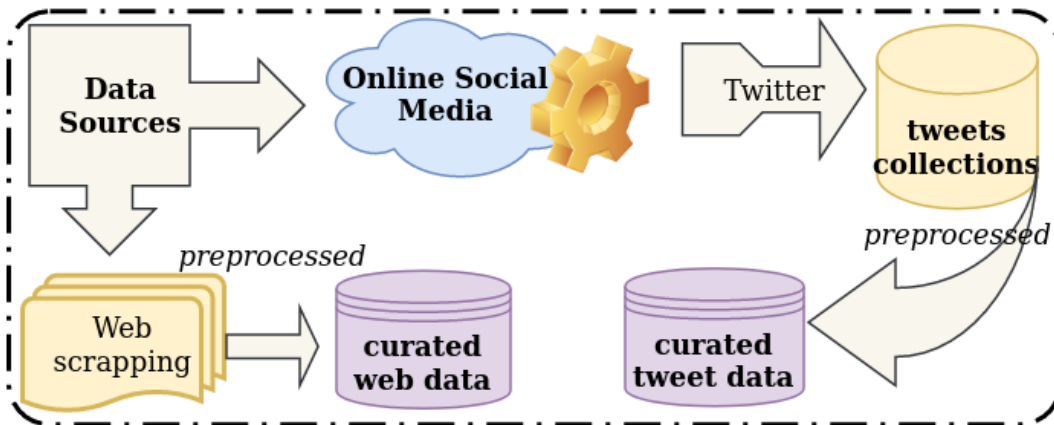 Data
Sources
Online Social
Media
Twitter
tweets
collections
preprocessed
preprocessed
Web
scrapping
curated
web data
curated
tweet data